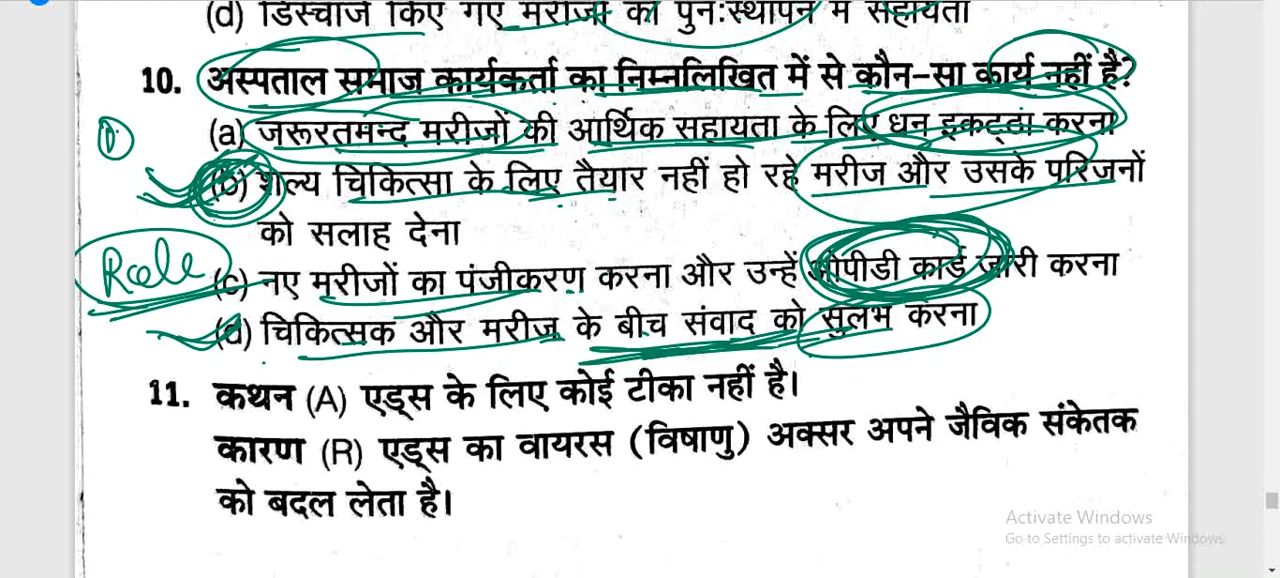 (d) डिस्चार्ज किए गए मरीजों की पुनःस्थापन में सहायता
10. अस्पताल समाज कार्यकर्ता का निम्नलिखित में से कौन-सा कार्य नहीं है?
(a) जरूरतमन्द मरीजों की आर्थिक सहायता के लिए धन इकट्ठा करना
(b) शल्य चिकित्सा के लिए तैयार नहीं हो रहे मरीज और उसके परिजनों
को सलाह देना
Role (c) नए मरीजों का पंजीकरण करना और उन्हें ओपीडी कार्ड जारी करना
(d) चिकित्सक और मरीज के बीच संवाद को सुलभ करना
11. कथन (A) एड्स के लिए कोई टीका नहीं है।
कारण (R) एड्स का वायरस (विषाणु) अक्सर अपने जैविक संकेतक
को बदल लेता है।
Activate Windows
Go to Settings to activate Windows.